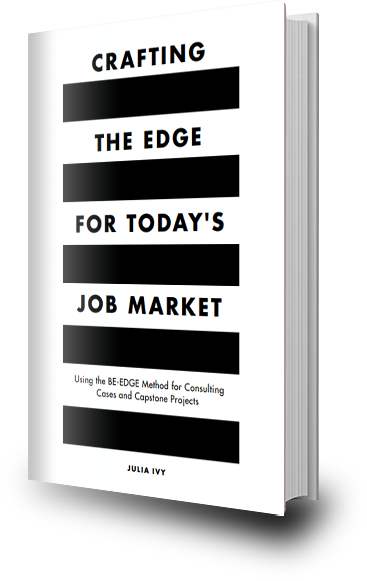 CRAFTING
THE EDGE
FOR TODAY'S
JOB MARKET
Using the BE-EDGE Method for Consulting
Cases and Capstone Projects
JULIA IVY